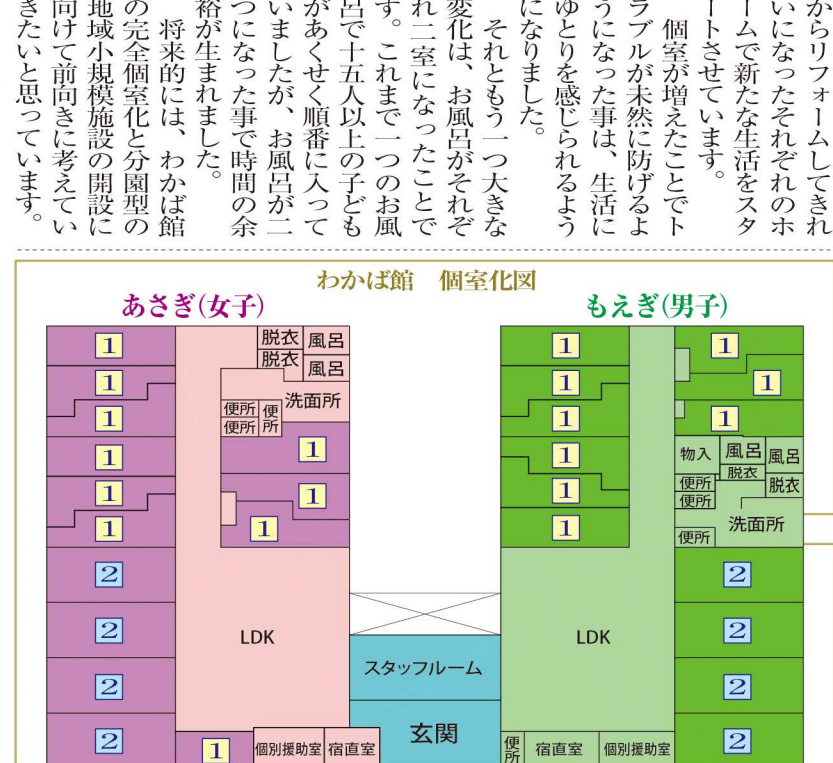 からリフォームしてきれ
いになったそれぞれのホ
ームで新たな生活をスタ
ートさせています。
個室が増えたことでト
ラブルが未然に防げるよ
うになった事は、生活に
ゆとりを感じられるよう
になりました。
それともう一つ大きな
変化は、お風呂がそれぞ
れ二室になったことで
す。これまで一つのお風
呂で十五人以上の子ども
があくせく順番に入って
いましたが、お風呂が二
つになった事で時間の余
裕が生まれました。
将来的には、わかば館
の完全個室化と分園型の
地域小規模施設の開設に
向けて前向きに考えてい
きたいと思っています。
わかば館 個室化図
あさぎ(女子)
1
1
1
1
1
1
2
2
2
2
脱衣 風呂
脱衣 風呂
洗面所
便所 便所
便所
1
1
1
LDK
1
個別援助室 宿直室
スタッフルーム
玄関
もえぎ(男子)
1
1
1
1
1
1
1
1
1
物入 風呂 風呂
脱衣
便所 脱衣
便所
洗面所
便所
LDK
2
2
2
2
便所 宿直室 個別援助室